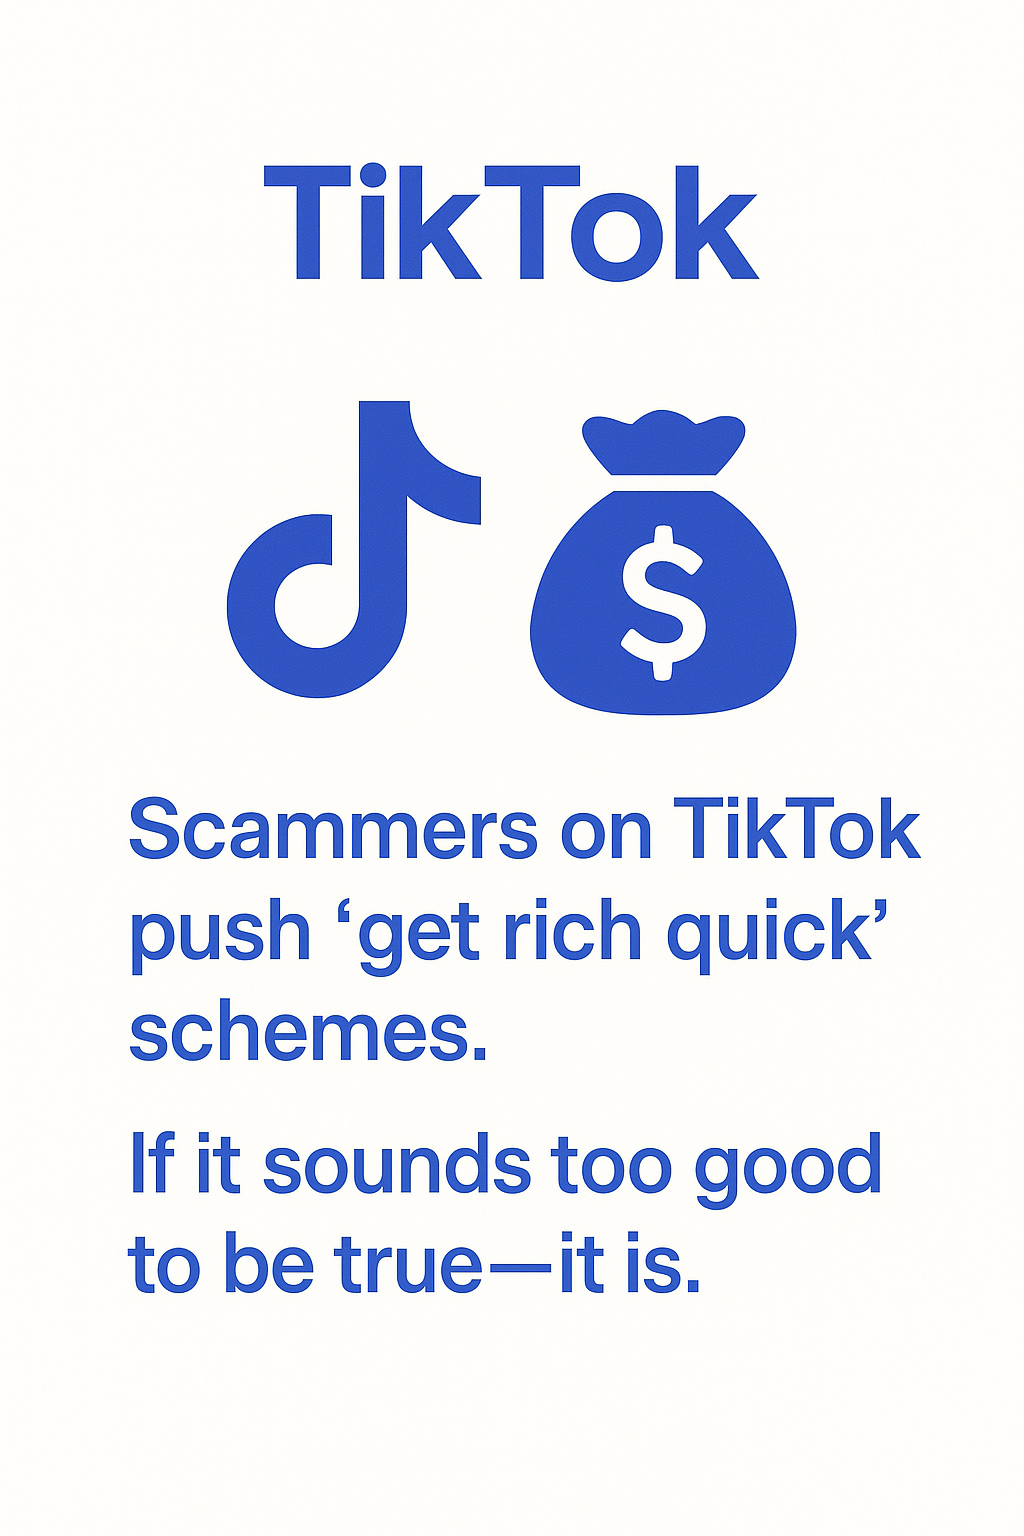 TikTok
$
Scammers on TikTok
push ‘get rich quick’
schemes.
If it sounds too good
to be true—it is.